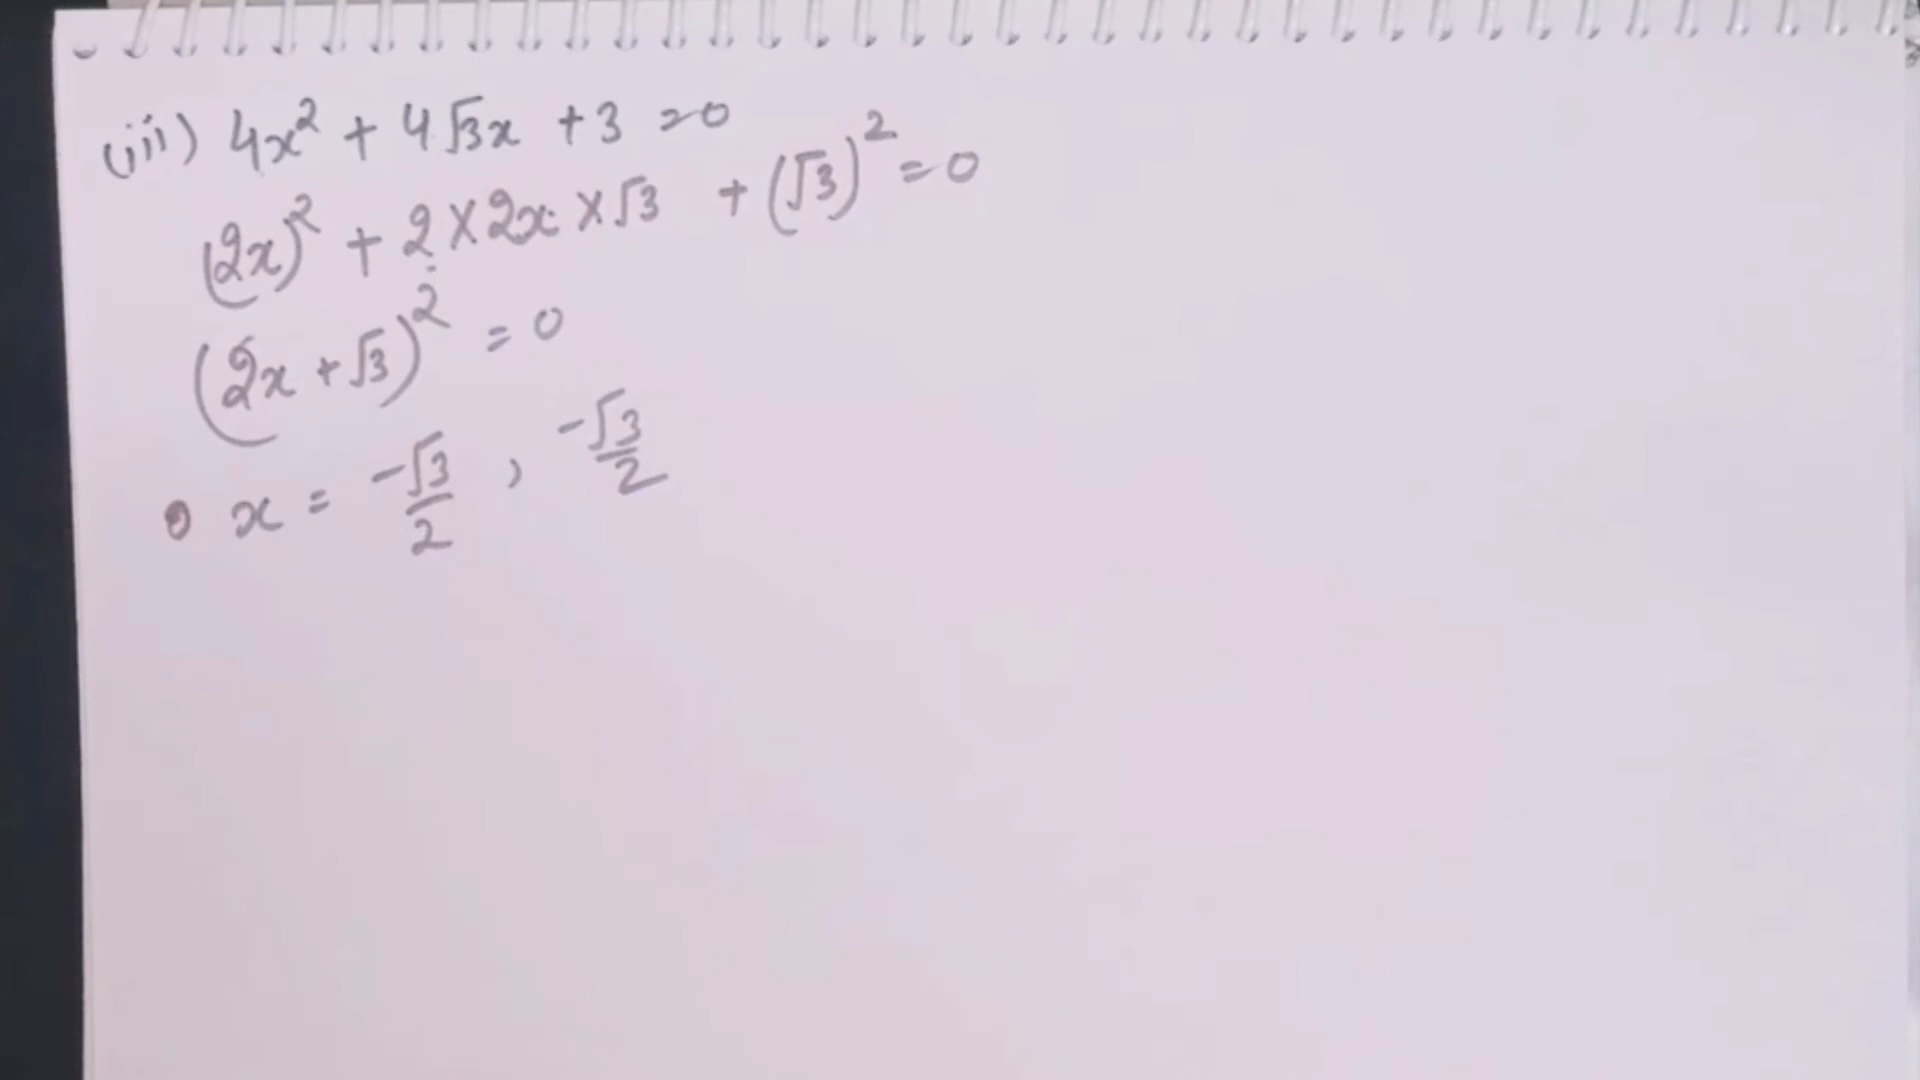 (iii) 4x² + 4√3x + 3 = 0
(2x)² + 2 × 2x × √3 + (√3)² = 0
(2x + √3)² = 0
x = -√3/2 , -√3/2